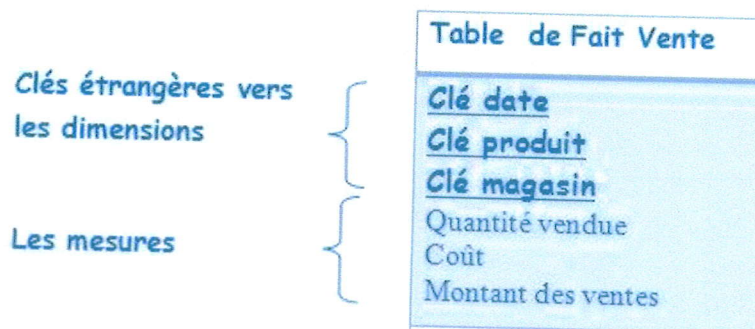 Table de Fait Vente
Clés étrangères vers
les dimensions
Clé date
Clé produit
Clé magasin
Les mesures
Quantité vendue
Coût
Montant des ventes